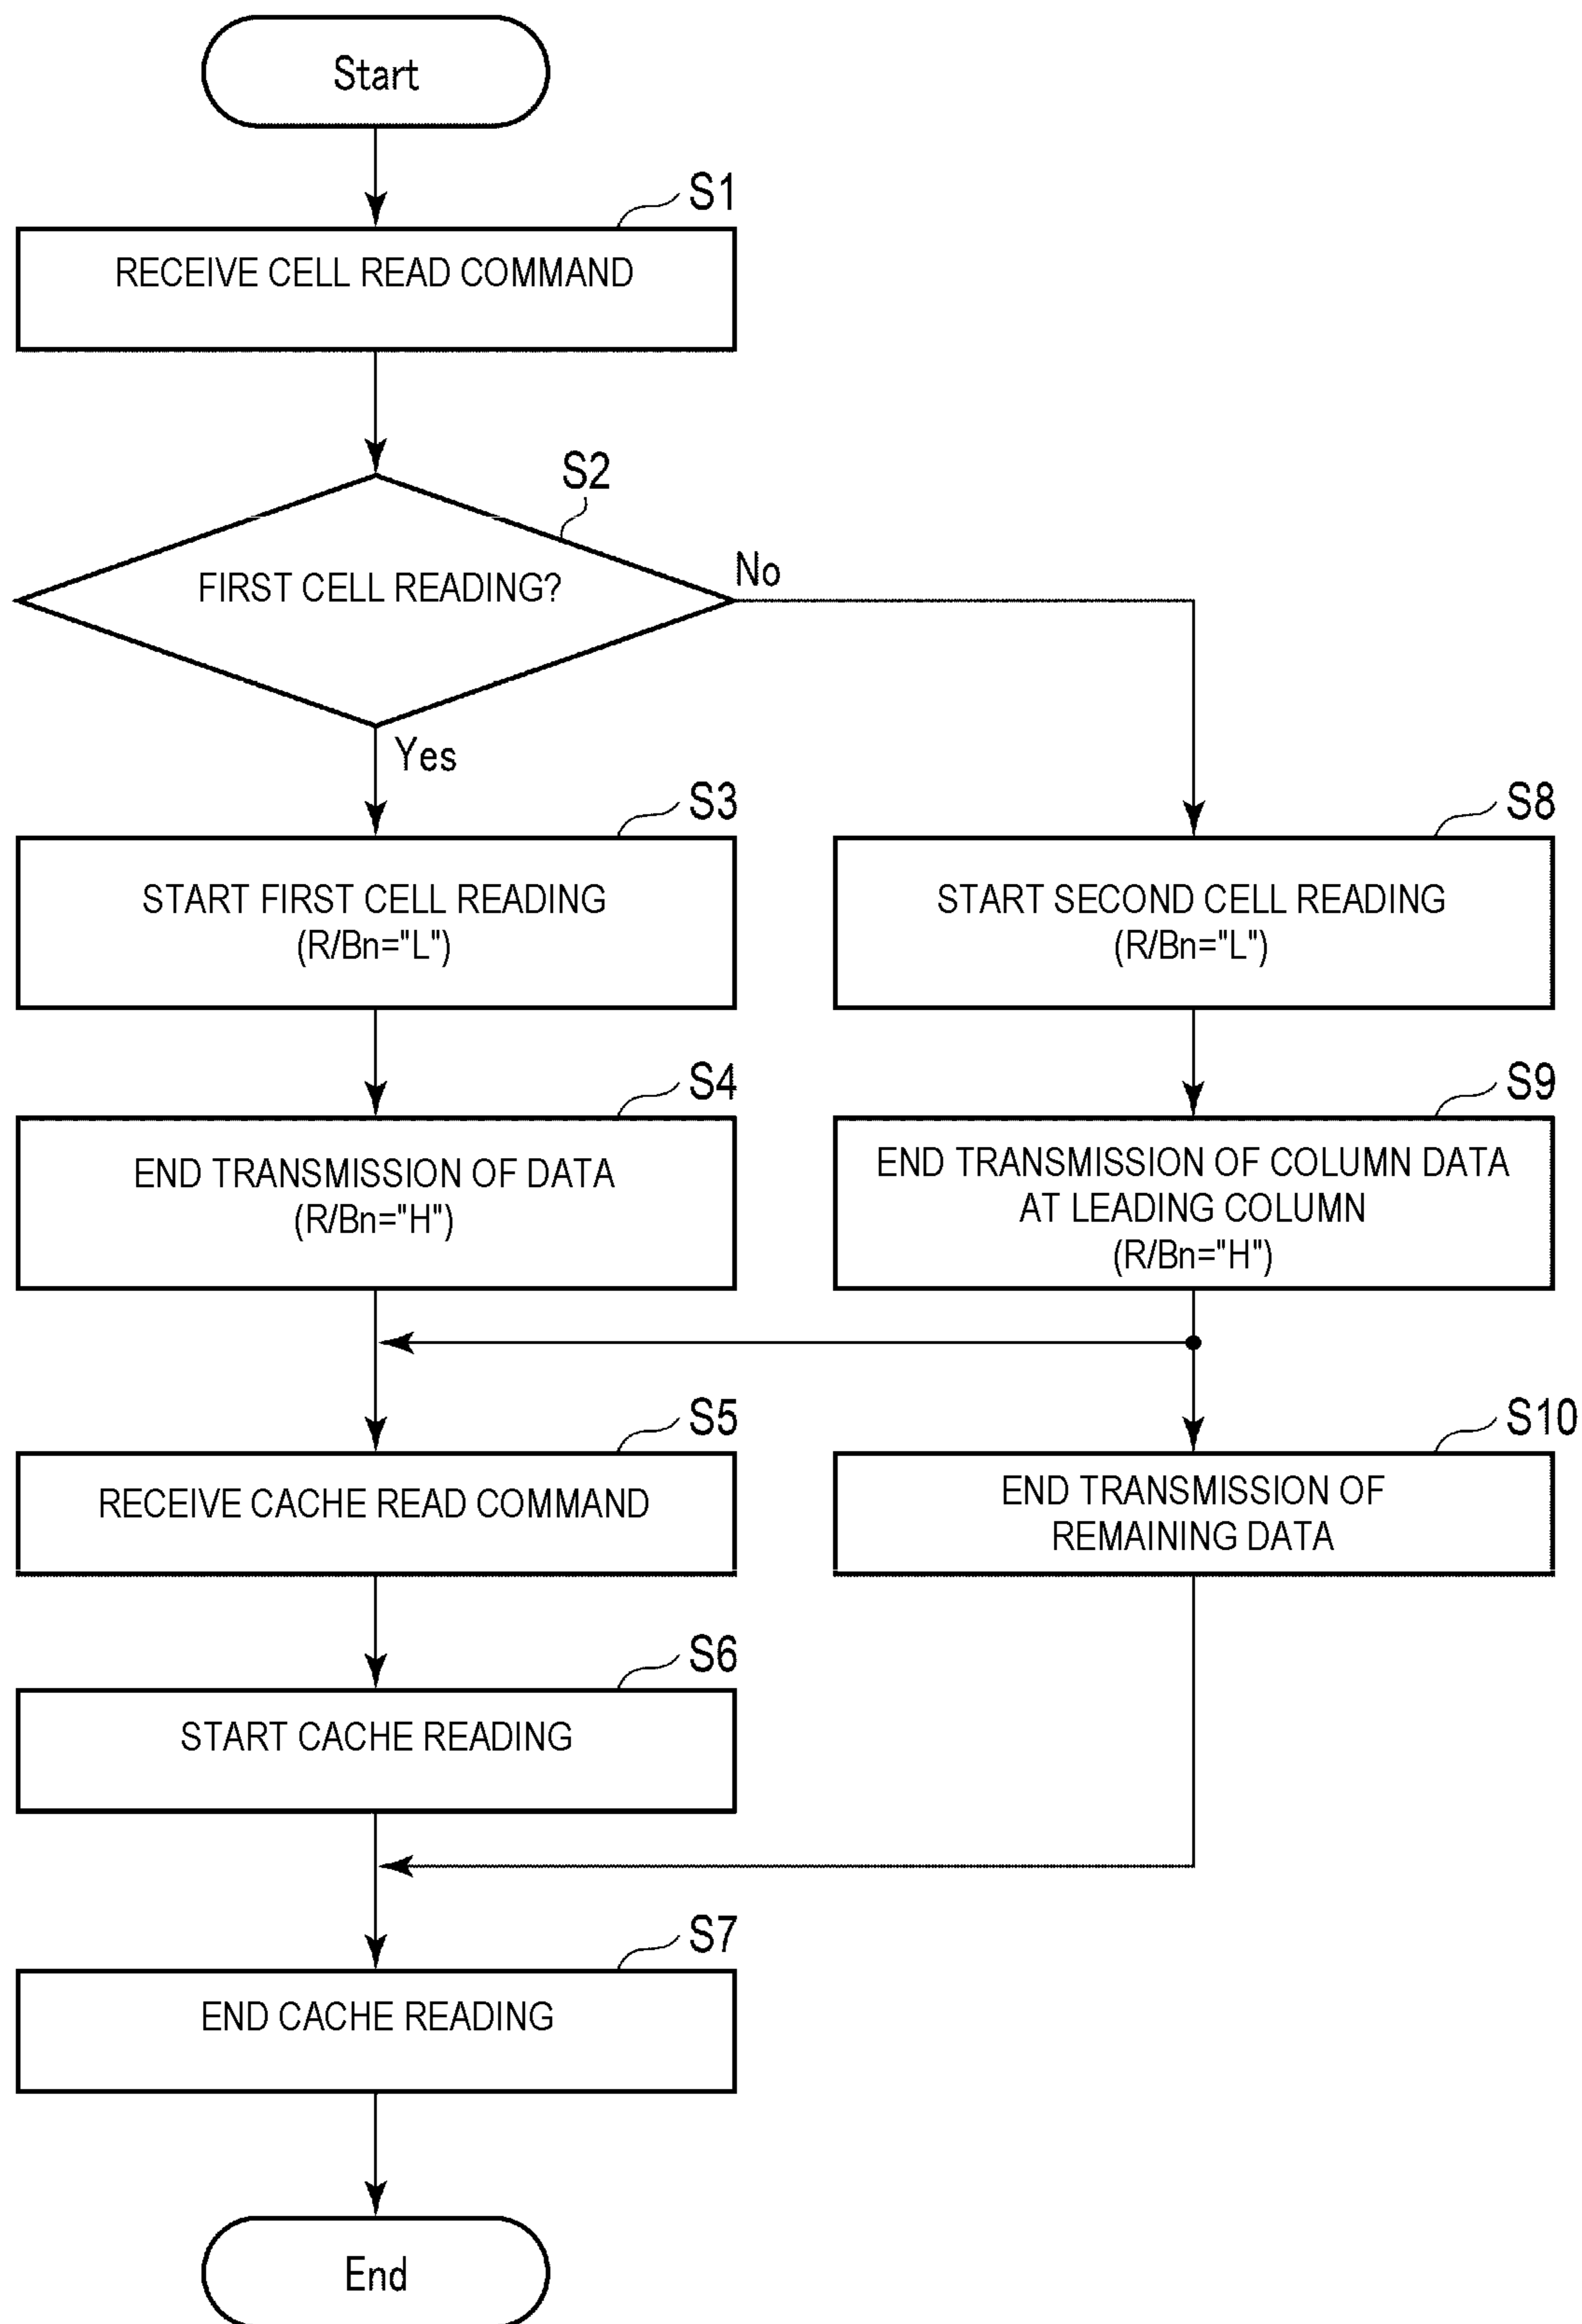 Start
S1
RECEIVE CELL READ COMMAND
S2
FIRST CELL READING?
No
Yes
S3
START FIRST CELL READING
(R/Bn="L")
S8
START SECOND CELL READING
(R/Bn="L")
S4
END TRANSMISSION OF DATA
(R/Bn="H")
S9
END TRANSMISSION OF COLUMN DATA
AT LEADING COLUMN
(R/Bn="H")
S5
RECEIVE CACHE READ COMMAND
S10
END TRANSMISSION OF
REMAINING DATA
S6
START CACHE READING
S7
END CACHE READING
End